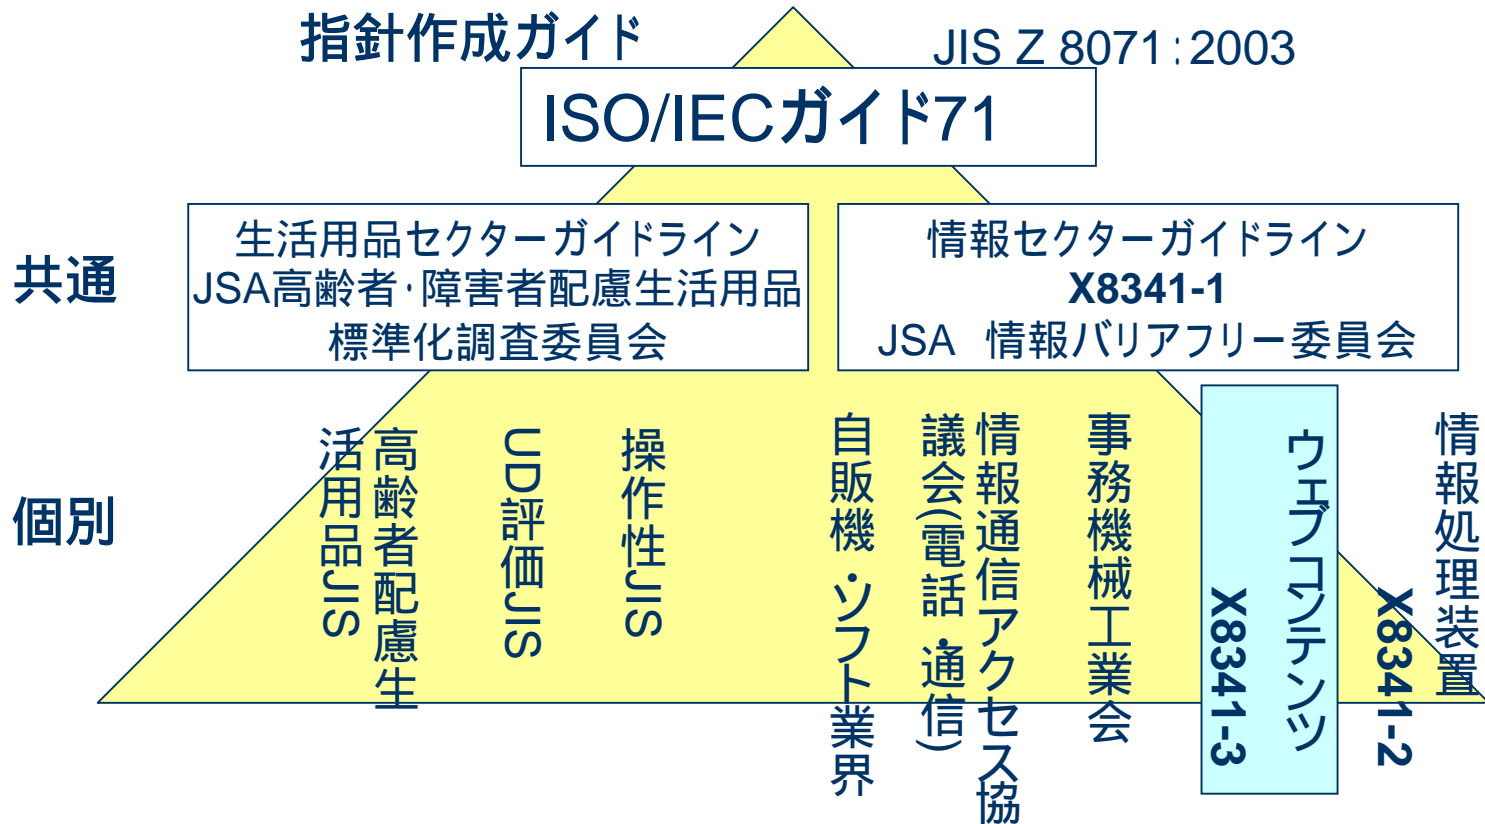 指針作成ガイド
JIS Z 8071:2003
ISO/IECガイド71
共通
生活用品セクターガイドライン
JSA高齢者・障害者配慮生活用品
標準化調査委員会
情報セクターガイドライン
X8341-1
JSA 情報バリアフリー委員会
個別
高齢者配慮生
活用品JIS
UD評価JIS
操作性JIS
自販機・ソフト業界
情報通信アクセス協
議会(電話・通信)
事務機械工業会
ウェブコンテンツ
X8341-3
情報処理装置
X8341-2